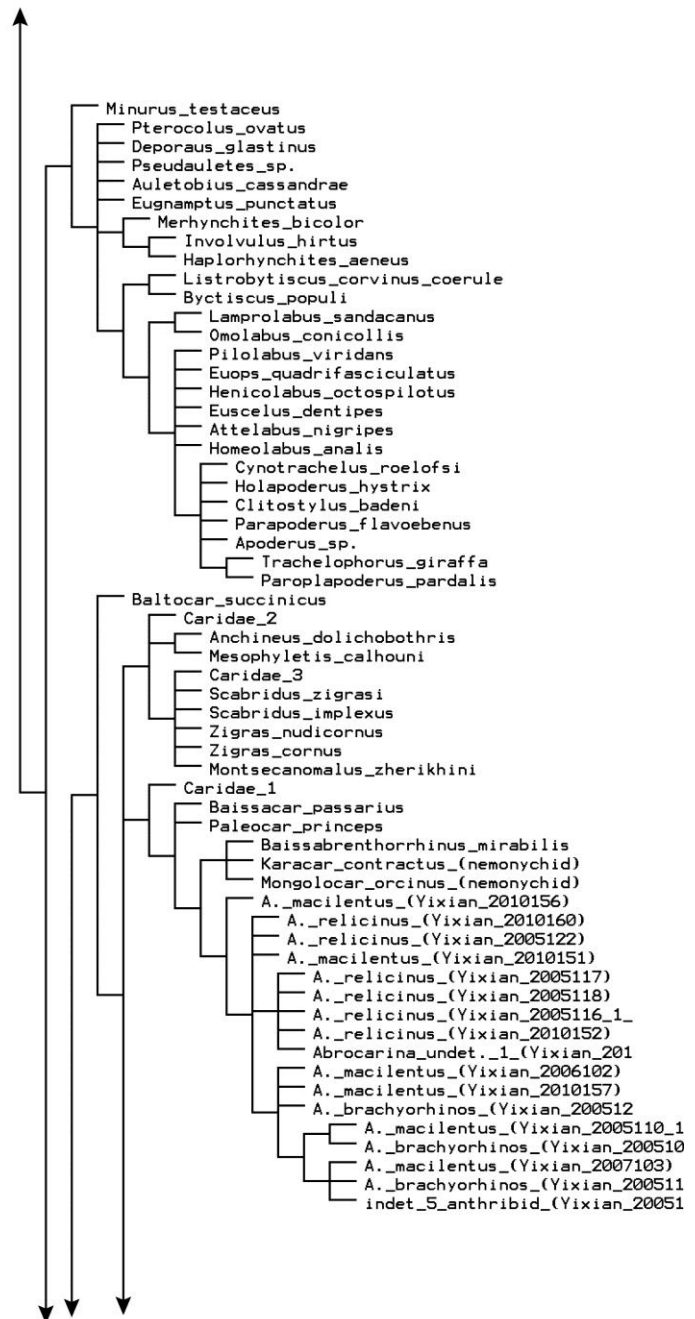 Minurus_testaceus
Pterocolus_ovatus
Deporaus_glastinus
Pseudauletes_sp.
Auletobius_cassandrae
Eugnamptus_punctatus
Merhynchites_bicolor
Involvulus_hirtus
Haplorhynchites_aeneus
Listrobytiscus_corvinus_coerule
Byctiscus_populi
Lamprolabus_sandacanus
Omolabus_conicollis
Pilolabus_viridans
Euops_quadrifasciculatus
Henicolabus_octospilotus
Euscelus_dentipes
Attelabus_nigripes
Homeolabus_analis
Cynotrachelus_roelofsi
Holapoderus_hystrix
Clitostylus_badeni
Parapoderus_flavoebenus
Apoderus_sp.
Trachelophorus_giraffa
Paroplapoderus_pardalis
Baltocar_succinicus
Caridae_2
Anchineus_dolichobothris
Mesophyletis_calhouni
Caridae_3
Scabridus_zigrasi
Scabridus_implexus
Zigras_nudicornus
Zigras_cornus
Montsecanomalus_zherikhini
Caridae_1
Baissacar_passarius
Paleocar_princeps
Baissabrenthorrhinus_mirabilis
Karacar_contractus_(nemonychid)
Mongolocar_orcinus_(nemonychid)
A._macilentus_(Yixian_2010156)
A._relicinus_(Yixian_2010160)
A._relicinus_(Yixian_2005122)
A._macilentus_(Yixian_2010151)
A._relicinus_(Yixian_2005117)
A._relicinus_(Yixian_2005118)
A._relicinus_(Yixian_2005116_1_
A._relicinus_(Yixian_2010152)
Abrocarina_undet._1_(Yixian_201
A._macilentus_(Yixian_2006102)
A._macilentus_(Yixian_2010157)
A._brachyorhinos_(Yixian_200512
A._macilentus_(Yixian_2005110_1
A._brachyorhinos_(Yixian_200510
A._macilentus_(Yixian_2007103)
A._brachyorhinos_(Yixian_200511
indet_5_anthribid_(Yixian_20051